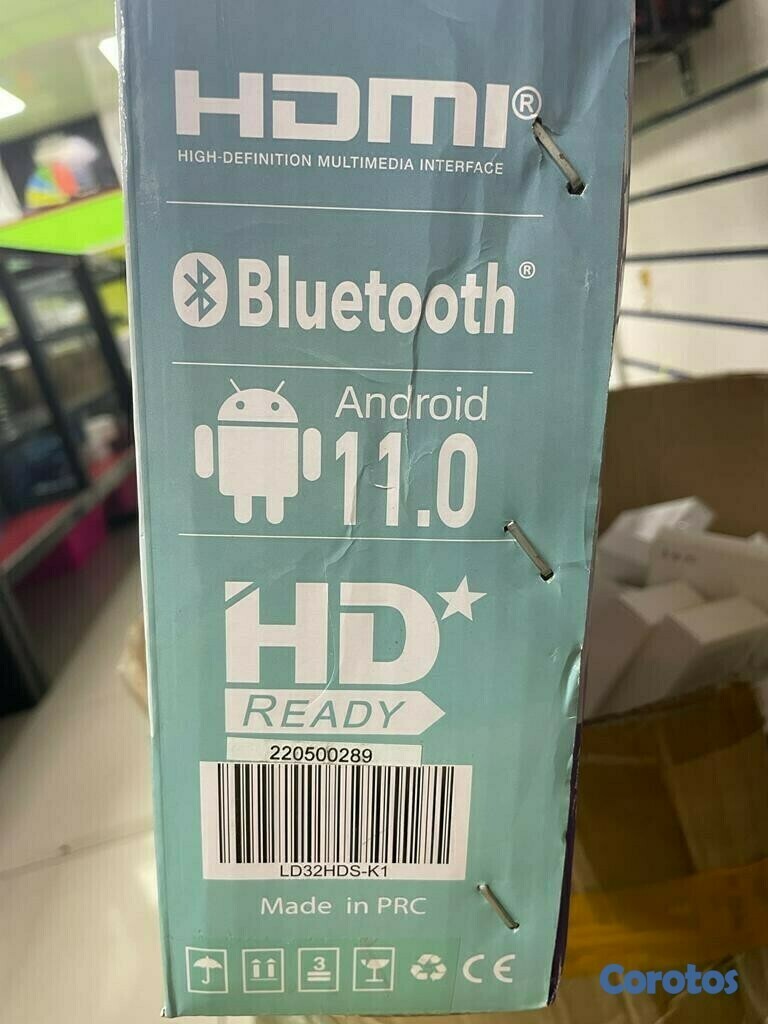 HDMI®
HIGH-DEFINITION MULTIMEDIA INTERFACE
Bluetooth®
Android
11.0
HD
READY
220500289
LD32HDS-K1
Made in PRC
3
CE
Corotos